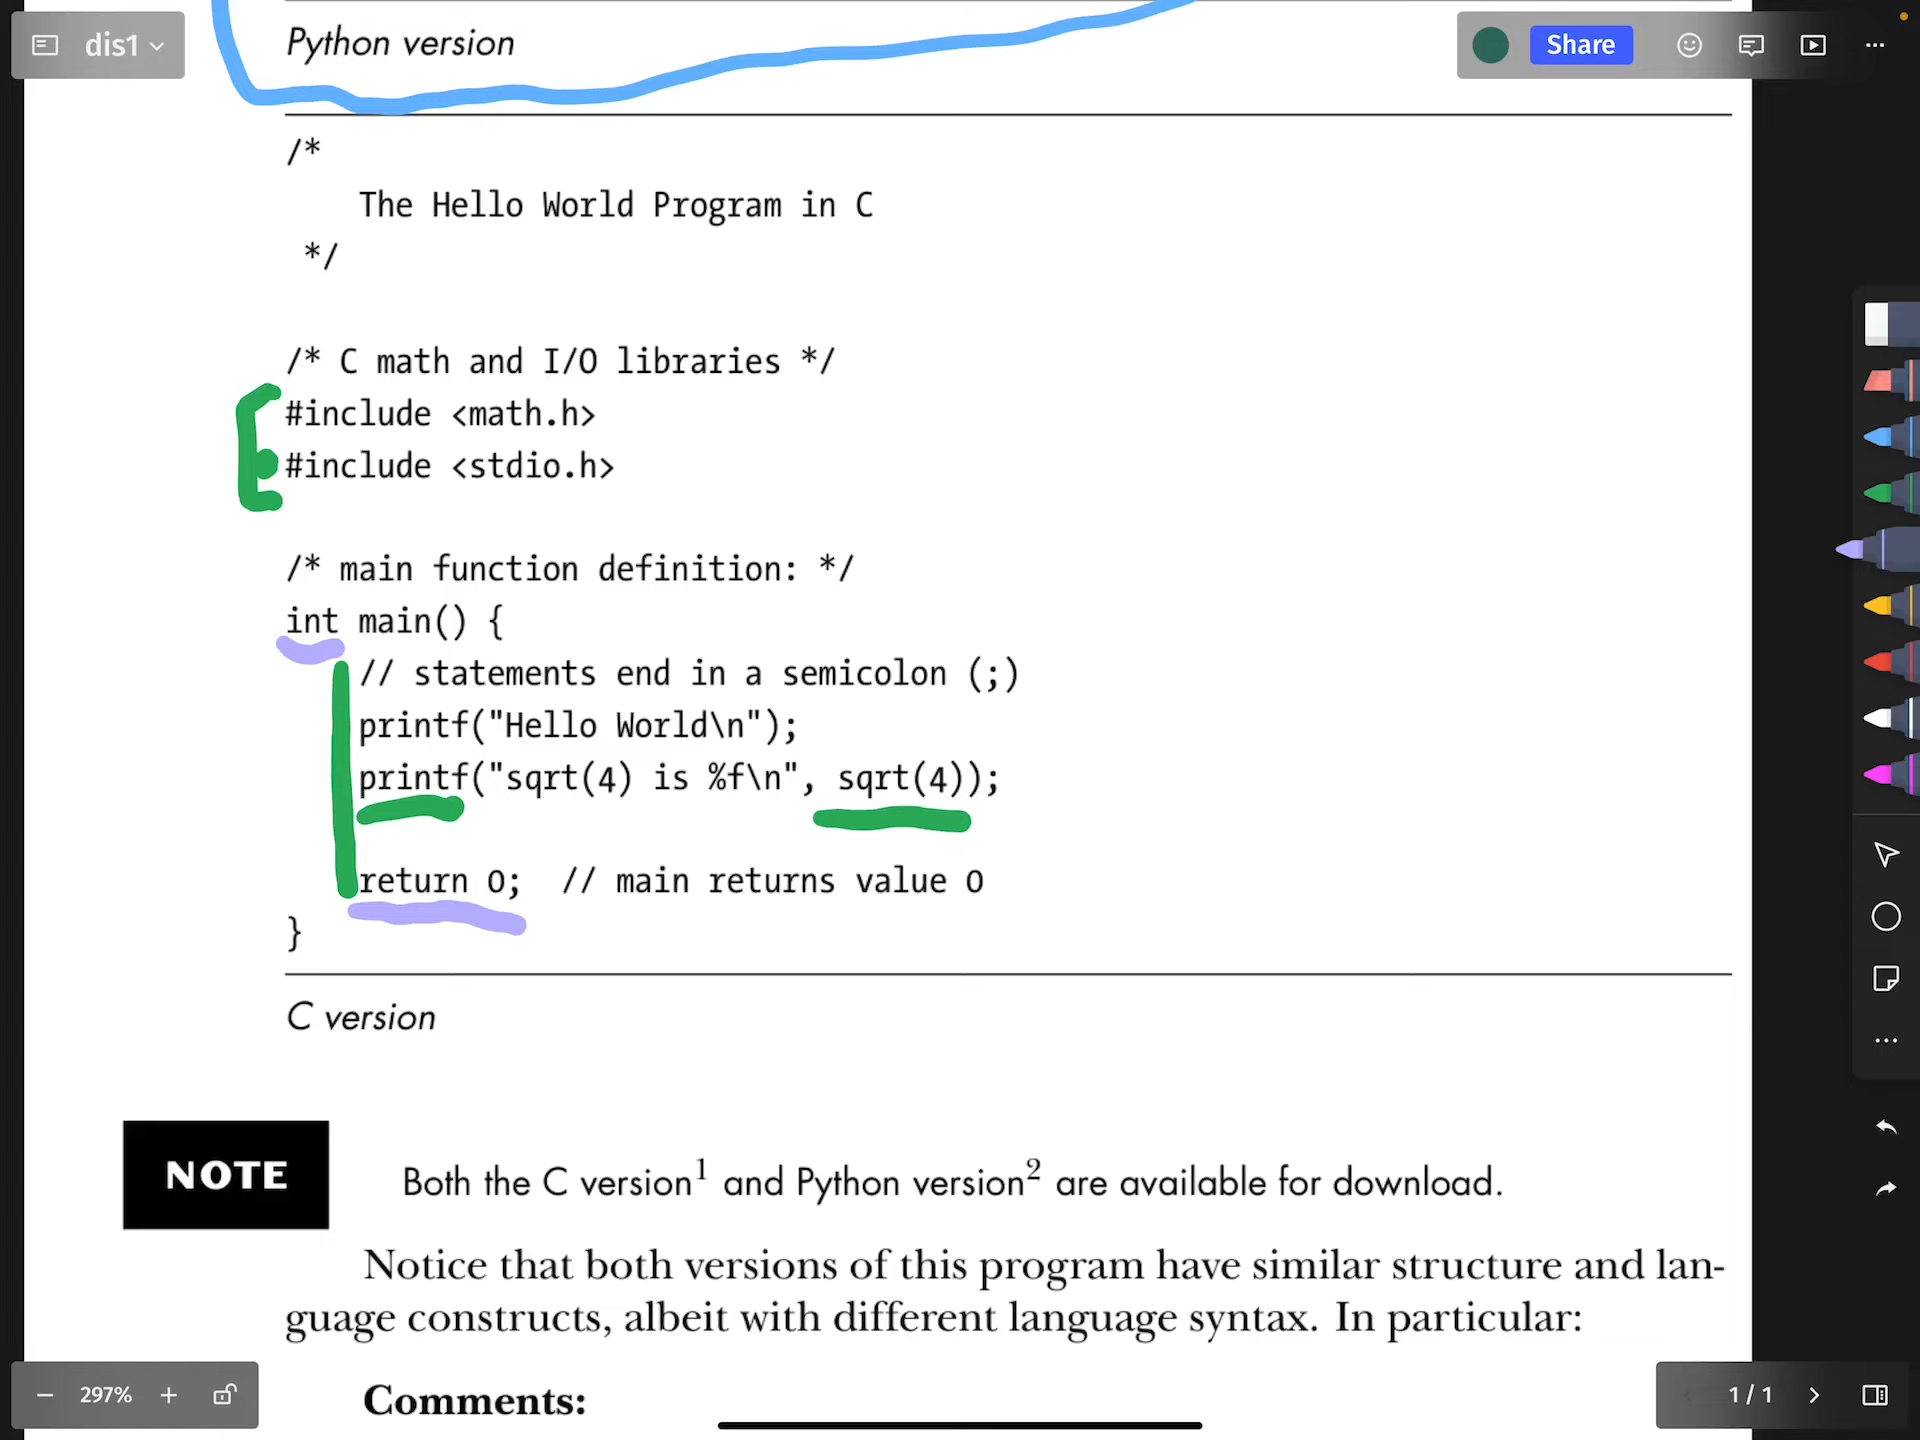 dis1
Python version
Share
/*
The Hello World Program in C
*/
/* C math and I/O libraries */
#include <math.h>
#include <stdio.h>
/* main function definition: */
int main() {
// statements end in a semicolon (;)
printf("Hello World\n");
printf("sqrt(4) is %f\n", sqrt(4));
return 0;  // main returns value 0
}
C version
NOTE
Both the C version1 and Python version2 are available for download.
Notice that both versions of this program have similar structure and lan-
guage constructs, albeit with different language syntax. In particular:
Comments:
297%
1 / 1